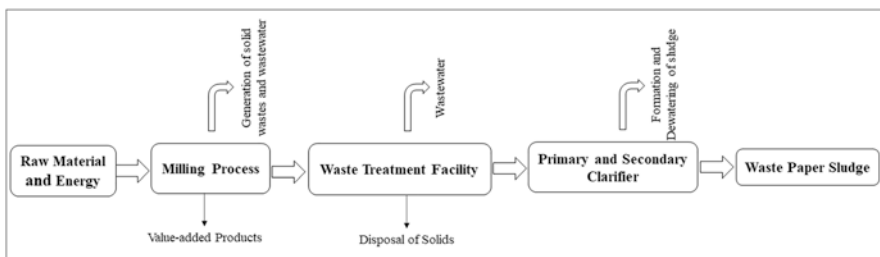 Generation of solid
wastes and wastewater
Wastewater
Formation and
Dewatering of sludge
Raw Material
and Energy
Milling Process
Waste Treatment Facility
Primary and Secondary
Clarifier
Waste Paper Sludge
Value-added Products
Disposal of Solids